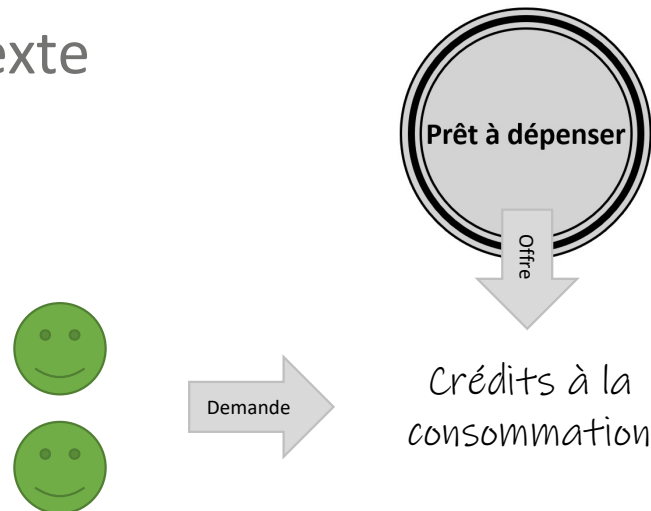 exte
Prêt à dépenser
Offre
Demande
Crédits à la
consommation